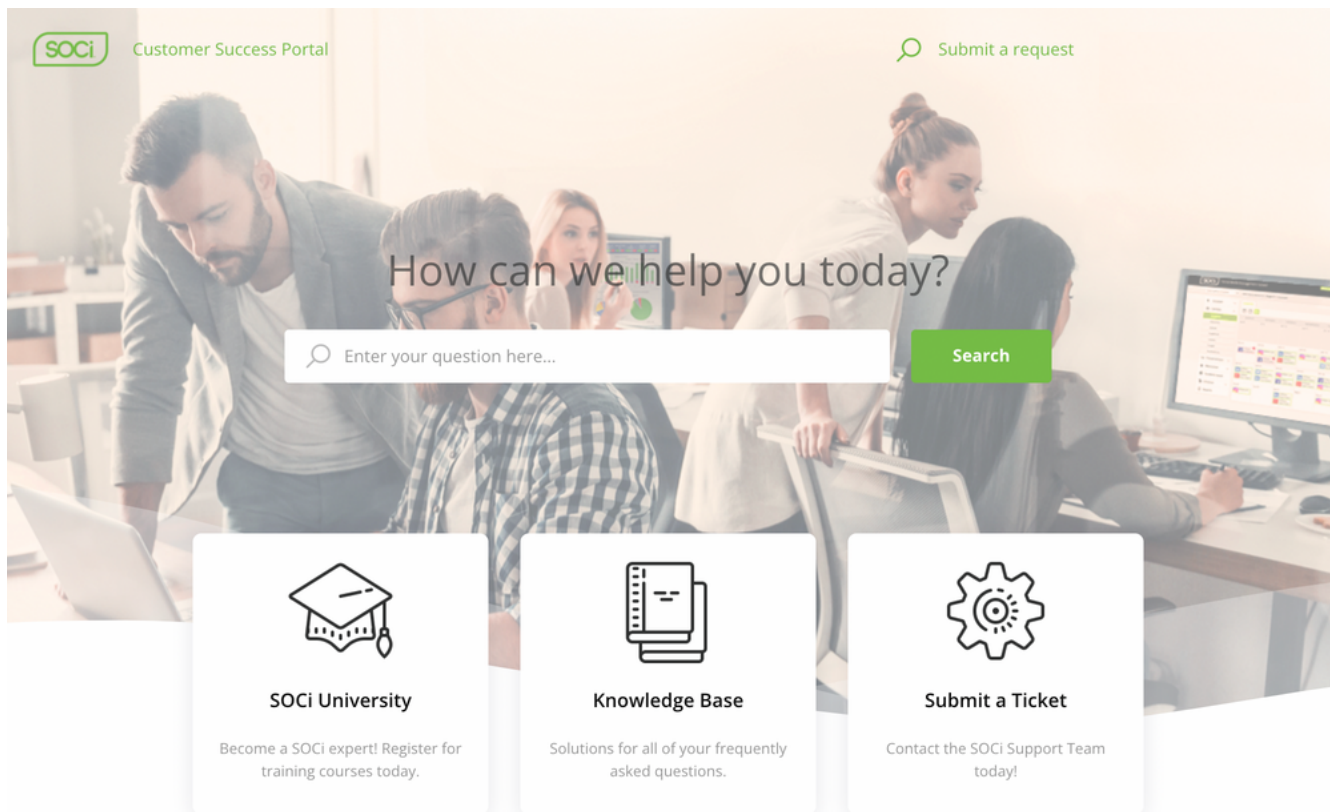 SOCi
Customer Success Portal
Submit a request
How can we help you today?
Enter your question here...
Search
SOCi University
Knowledge Base
Submit a Ticket
Become a SOCi expert! Register for
training courses today.
Solutions for all of your frequently
asked questions.
Contact the SOCi Support Team
today!